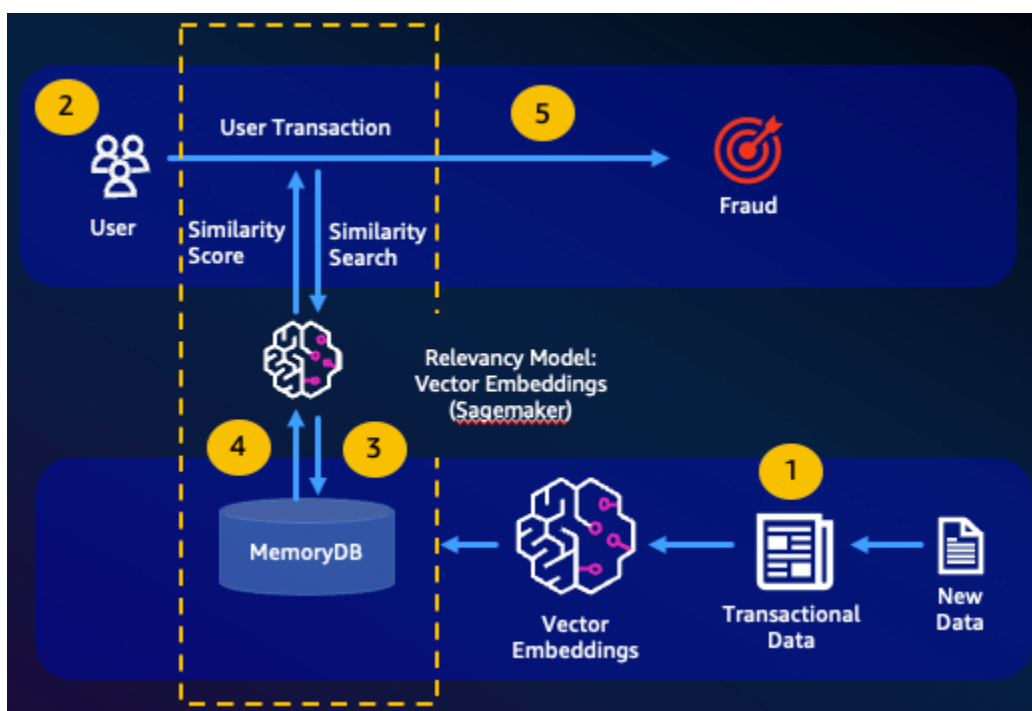 2
User Transaction
5
User
Fraud
Similarity
Score
Similarity
Search
Relevancy Model:
Vector Embeddings
(Sagemaker)
4
3
1
MemoryDB
Vector
Embeddings
Transactional
Data
New
Data